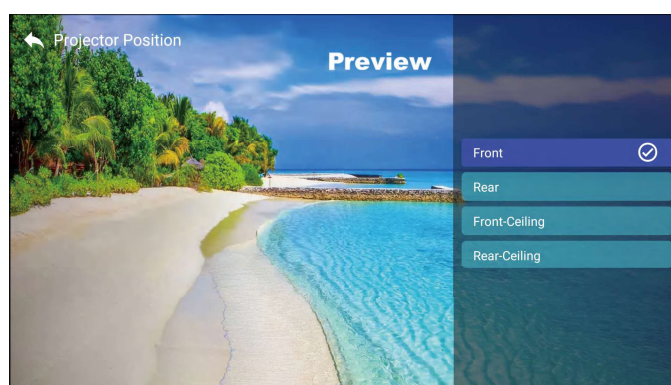 Projector Position
Preview
Front
Rear
Front-Ceiling
Rear-Ceiling